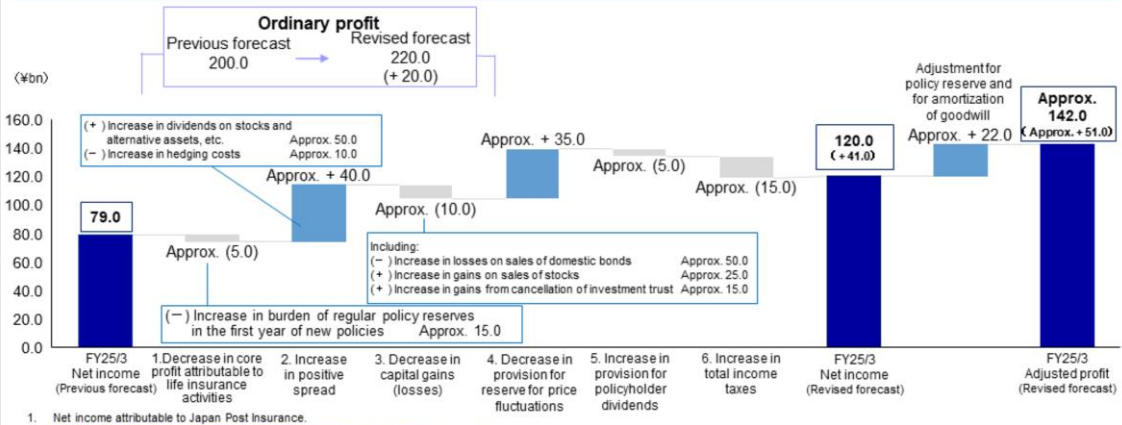 Ordinary profit
Previous forecast
200.0
Revised forecast
220.0
(+ 20.0)
(¥bn)
160.0
140.0
120.0
100.0
80.0
60.0
40.0
20.0
0.0
79.0
Approx. (5.0)
(−) Increase in burden of regular policy reserves
in the first year of new policies Approx. 15.0
(+) Increase in dividends on stocks and
alternative assets, etc. Approx. 50.0
(−) Increase in hedging costs Approx. 10.0
Approx. + 40.0
Approx. (10.0)
Including:
(−) Increase in losses on sales of domestic bonds Approx. 50.0
(+) Increase in gains on sales of stocks Approx. 25.0
(+) Increase in gains from cancellation of investment trust Approx. 15.0
Approx. + 35.0
Approx. (5.0)
Approx. (15.0)
120.0
(+41.0)
Adjustment for
policy reserve and
for amortization
of goodwill
Approx. + 22.0
Approx.
142.0
(Approx.+51.0)
FY25/3
Net income
(Previous forecast)
1.Decrease in core
profit attributable to
life insurance
activities
2. Increase
in positive
spread
3. Decrease in
capital gains
(losses)
4. Decrease in
provision for
reserve for price
fluctuations
5. Increase in
provision for
policyholder
dividends
6. Increase in
total income
taxes
FY25/3
Net income
(Revised forecast)
FY25/3
Adjusted profit
(Revised forecast)
1. Net income attributable to Japan Post Insurance.